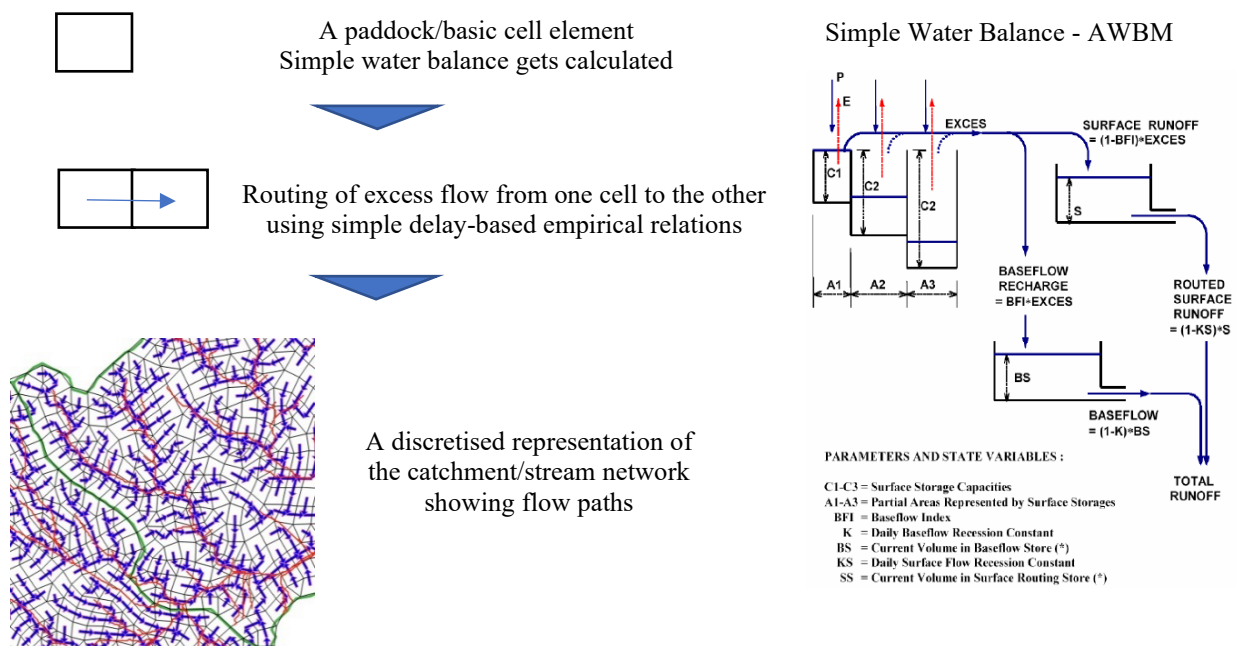 A paddock/basic cell element
Simple water balance gets calculated
Routing of excess flow from one cell to the other
using simple delay-based empirical relations
A discretised representation of
the catchment/stream network
showing flow paths
Simple Water Balance - AWBM
P
E
EXCES
SURFACE RUNOFF
= (1-BFI)*EXCES
C1
C2
C2
S
A1
A2
A3
BASEFLOW
RECHARGE
= BFI*EXCES
ROUTED
SURFACE
RUNOFF
= (1-KS)*S
BS
BASEFLOW
= (1-K)*BS
TOTAL
RUNOFF
PARAMETERS AND STATE VARIABLES :
C1-C3 = Surface Storage Capacities
A1-A3 = Partial Areas Represented by Surface Storages
BFI = Baseflow Index
K = Daily Baseflow Recession Constant
BS = Current Volume in Baseflow Store (*)
KS = Daily Surface Flow Recession Constant
SS = Current Volume in Surface Routing Store (*)